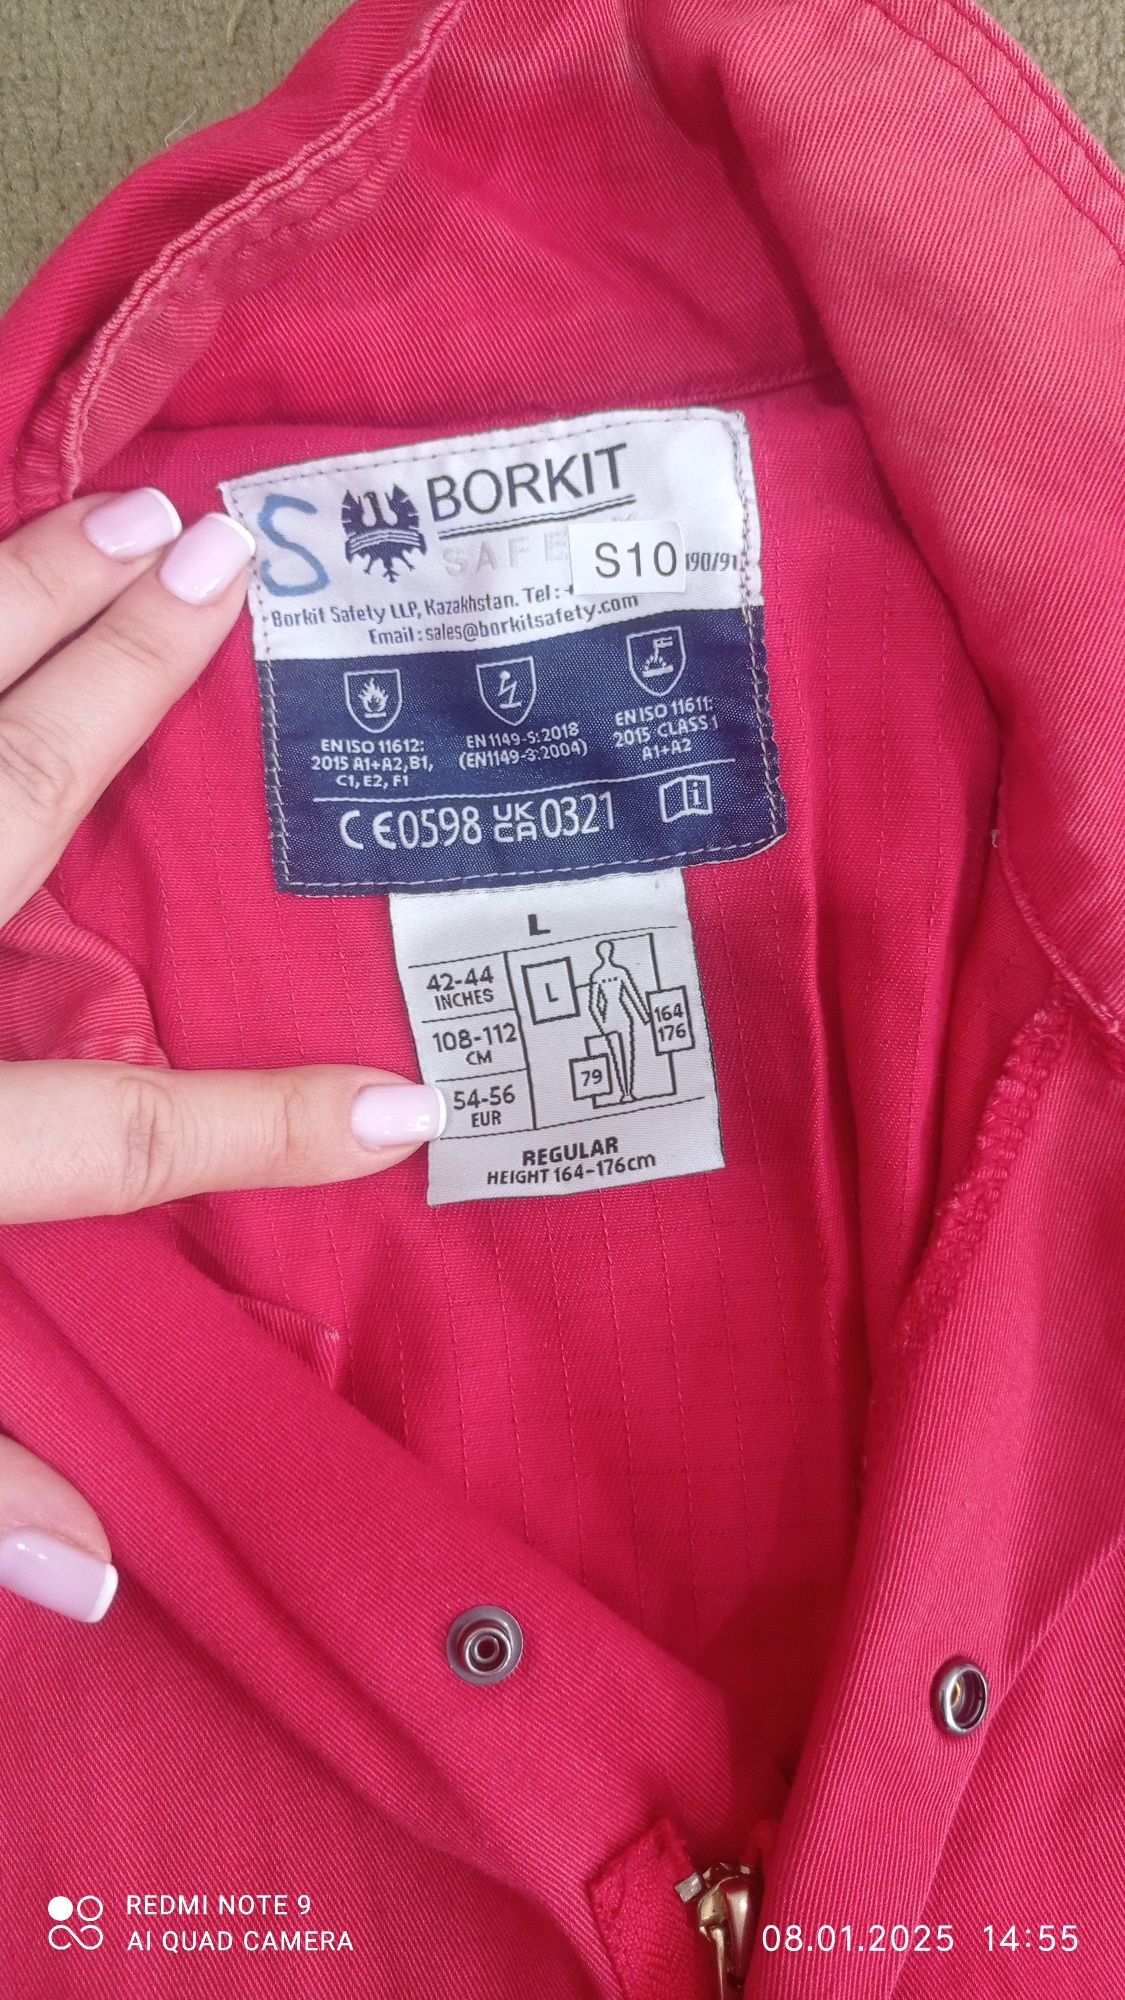 S
BORKIT
SAFE
S10
190/91
Borkit Safety LLP, Kazakhstan. Tel: +
Email: sales@borkitsafety.com
EN ISO 11612:
2015 A1+A2,B1,
C1, E2, F1
EN 1149-5:2018
(EN1149-3:2004)
EN ISO 11611:
2015 CLASS 1
A1+A2
CE0598 UKCA0321
i
L
42-44
INCHES
108-112
CM
54-56
EUR
L
164
176
79
REGULAR
HEIGHT 164-176cm
REDMI NOTE 9
AI QUAD CAMERA
08.01.2025 14:55